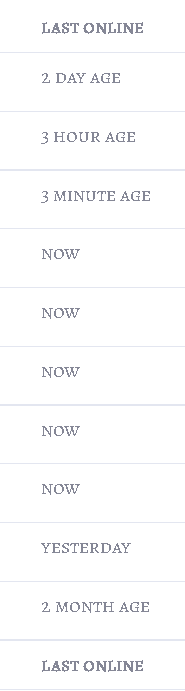 LAST ONLINE
2 DAY AGE
3 HOUR AGE
3 MINUTE AGE
NOW
NOW
NOW
NOW
NOW
YESTERDAY
2 MONTH AGE
LAST ONLINE